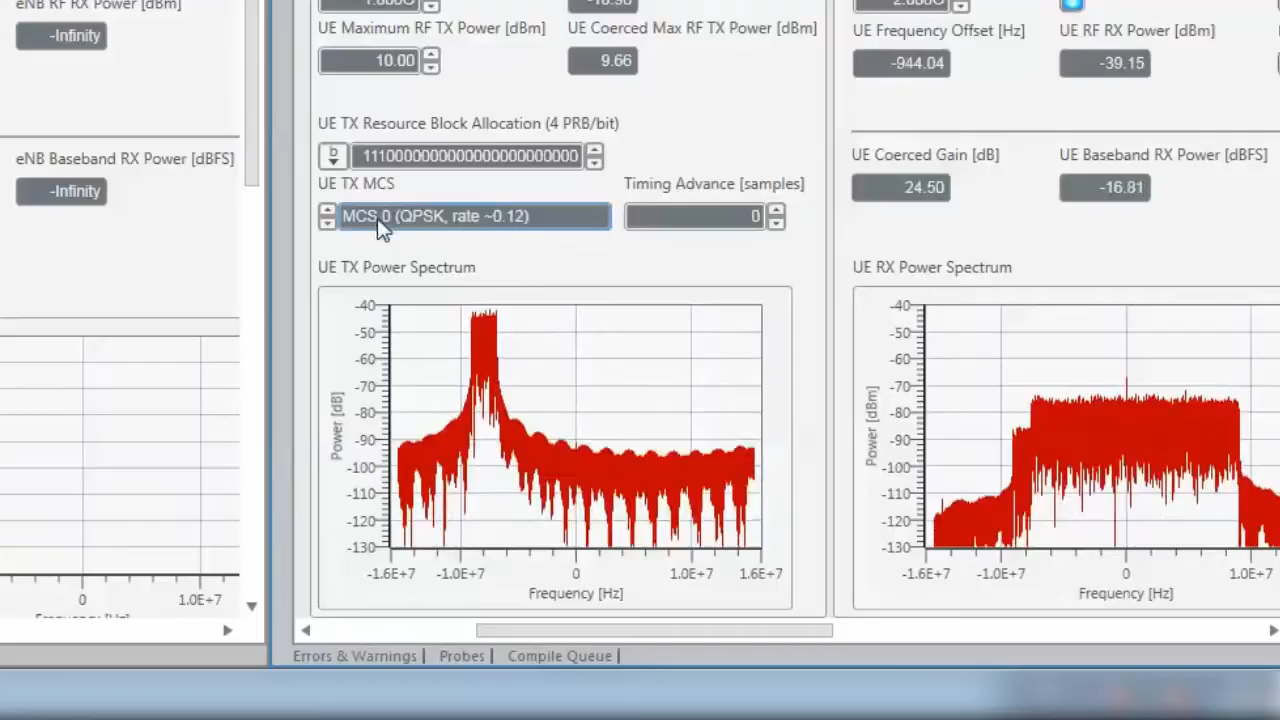 eNB RF RX Power [dBm]
-Infinity
eNB Baseband RX Power [dBFS]
-Infinity
0
1.0E+7
UE Maximum RF TX Power [dBm]
UE Coerced Max RF TX Power [dBm]
10.00
9.66
UE TX Resource Block Allocation (4 PRB/bit)
b
1110000000000000000000000
UE TX MCS
Timing Advance [samples]
MCS 0 (QPSK, rate ~0.12)
0
UE TX Power Spectrum
Power [dB]
-40
-50
-60
-70
-80
-90
-100
-110
-120
-130
-1.6E+7
-1.0E+7
0
1.0E+7
1.6E+7
Frequency [Hz]
UE Frequency Offset [Hz]
UE RF RX Power [dBm]
-944.04
-39.15
UE Coerced Gain [dB]
UE Baseband RX Power [dBFS]
24.50
-16.81
UE RX Power Spectrum
Power [dBm]
-40
-50
-60
-70
-80
-90
-100
-110
-120
-130
-1.6E+7
-1.0E+7
0
1.0E+7
Frequency [Hz]
Errors & Warnings | Probes | Compile Queue |